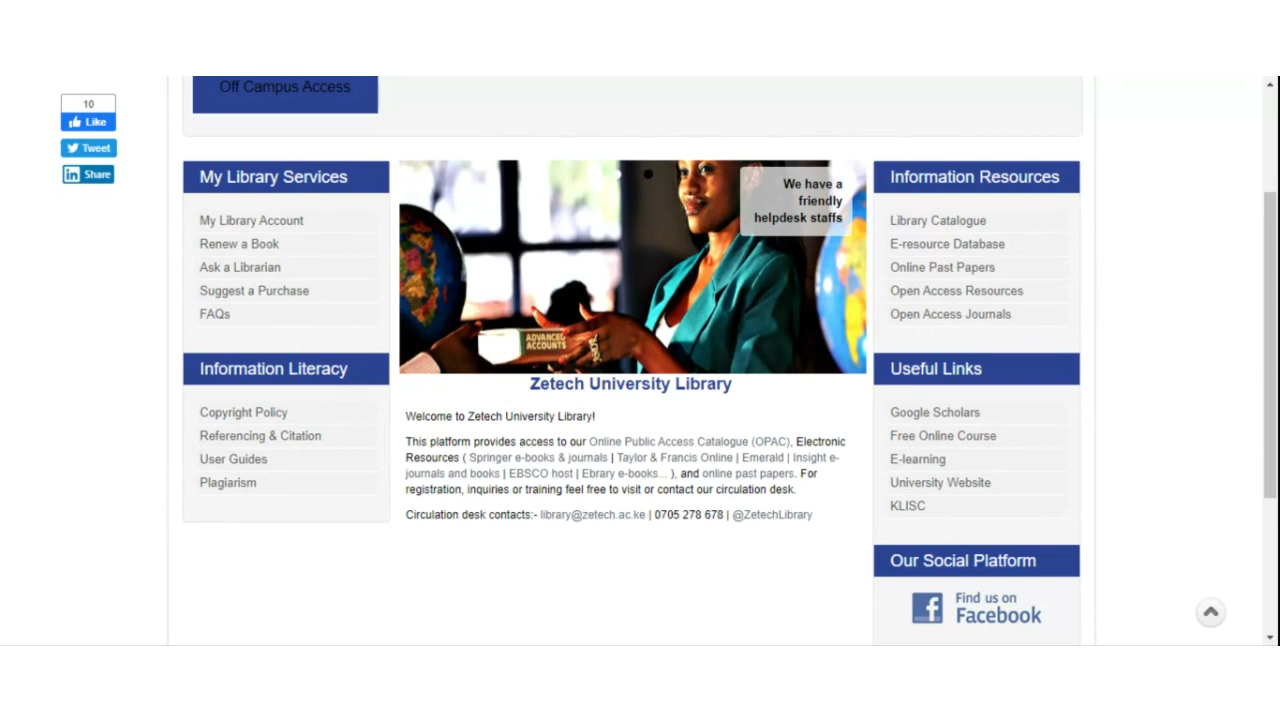 Off Campus Access
10
Like
Tweet
in Share
My Library Services
My Library Account
Renew a Book
Ask a Librarian
Suggest a Purchase
FAQs
Information Literacy
Copyright Policy
Referencing & Citation
User Guides
Plagiarism
We have a
friendly
helpdesk staffs
ADVANCED
ACCOUNTS
Zetech University Library
Welcome to Zetech University Library!
This platform provides access to our Online Public Access Catalogue (OPAC), Electronic
Resources ( Springer e-books & journals | Taylor & Francis Online | Emerald | Insight e-
journals and books | EBSCO host | Ebrary e-books... ), and online past papers. For
registration, inquiries or training feel free to visit or contact our circulation desk.
Circulation desk contacts:- library@zetech.ac.ke | 0705 278 678 | @ZetechLibrary
Information Resources
Library Catalogue
E-resource Database
Online Past Papers
Open Access Resources
Open Access Journals
Useful Links
Google Scholars
Free Online Course
E-learning
University Website
KLISC
Our Social Platform
f Find us on
Facebook